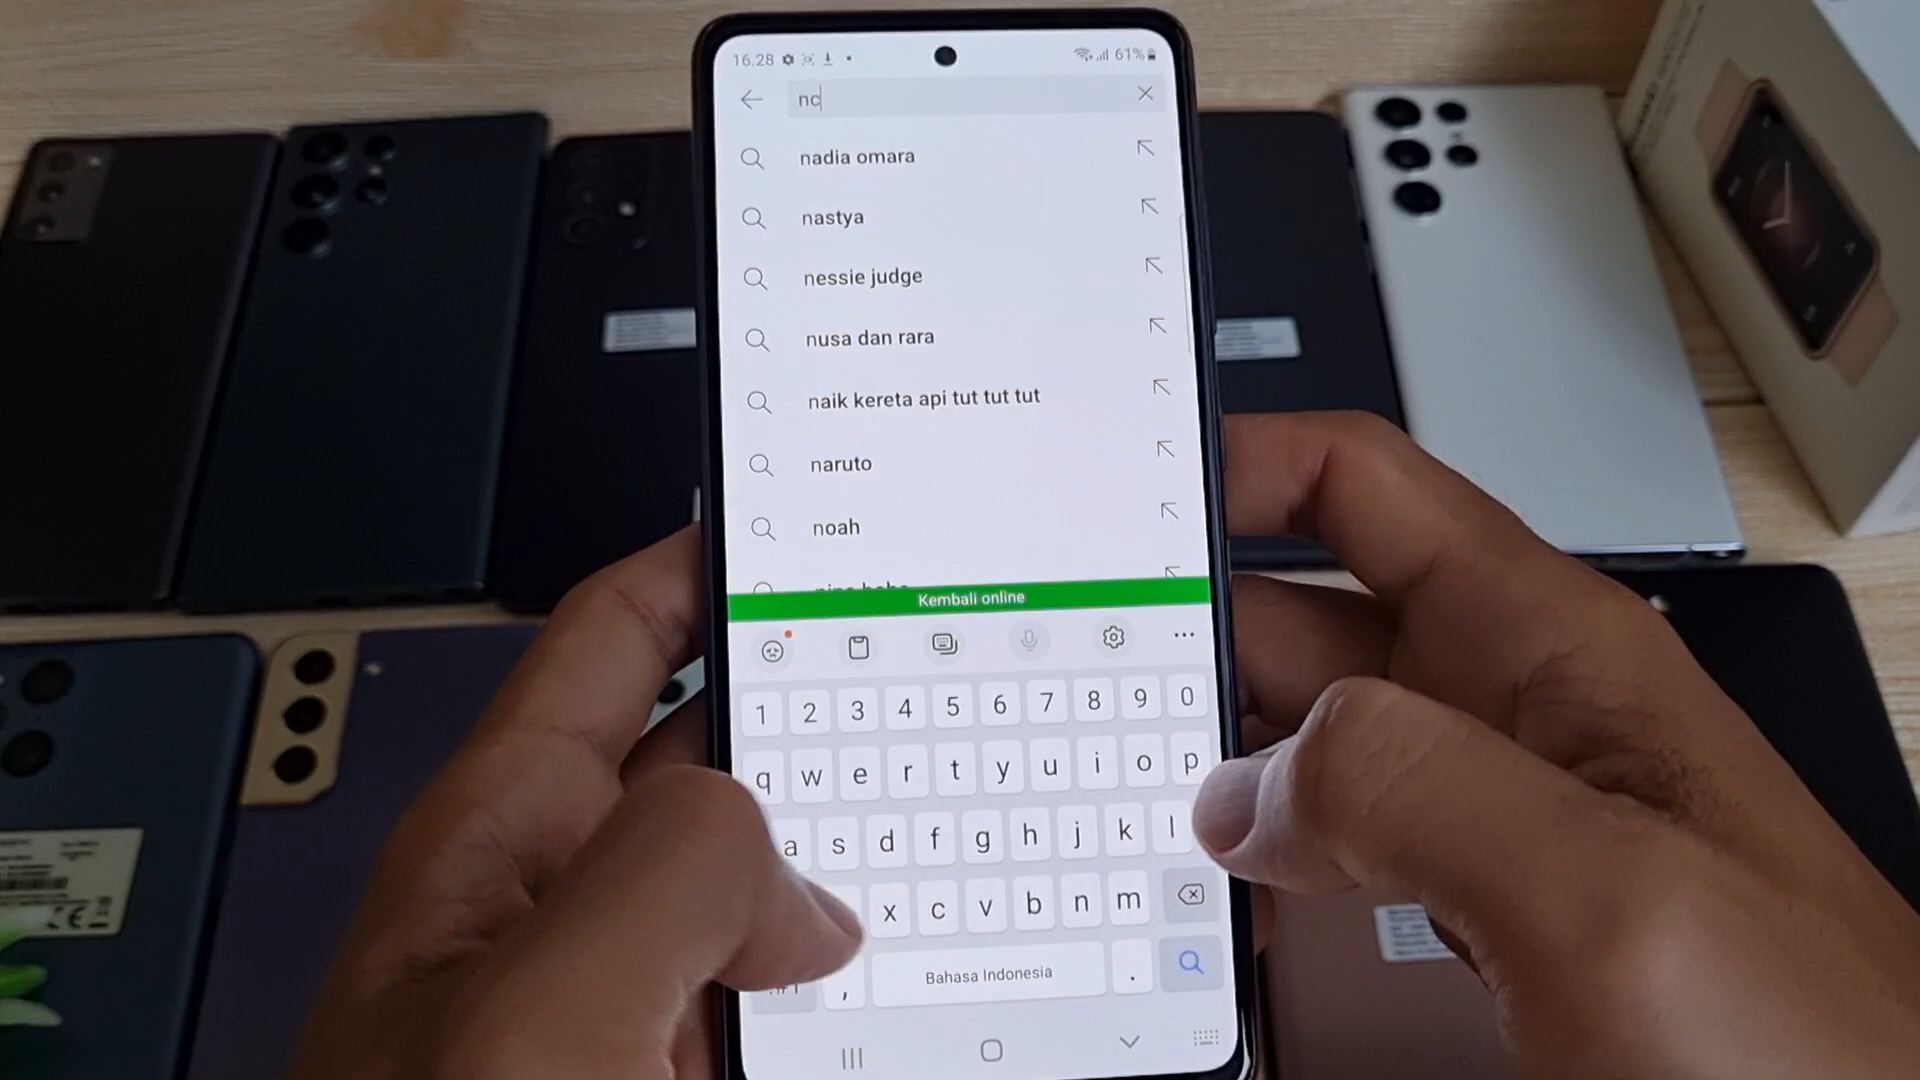 16.28
61%
nc
nadia omara
nastya
nessie judge
nusa dan rara
naik kereta api tut tut tut
naruto
noah
Kembali online
1 2 3 4 5 6 7 8 9 0
q w e r t y u i o p
a s d f g h j k l
x c v b n m
, Bahasa Indonesia .